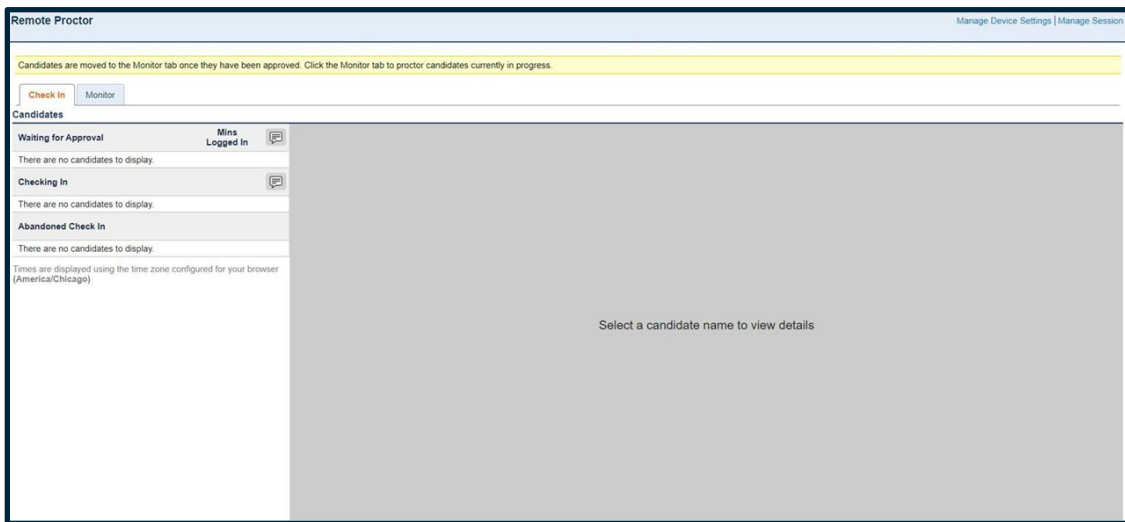 Remote Proctor
Manage Device Settings | Manage Session
Candidates are moved to the Monitor tab once they have been approved. Click the Monitor tab to proctor candidates currently in progress.
Check In
Monitor
Candidates
Waiting for Approval
Mins
Logged In
There are no candidates to display.
Checking In
There are no candidates to display.
Abandoned Check In
There are no candidates to display.
Times are displayed using the time zone configured for your browser
(America/Chicago)
Select a candidate name to view details